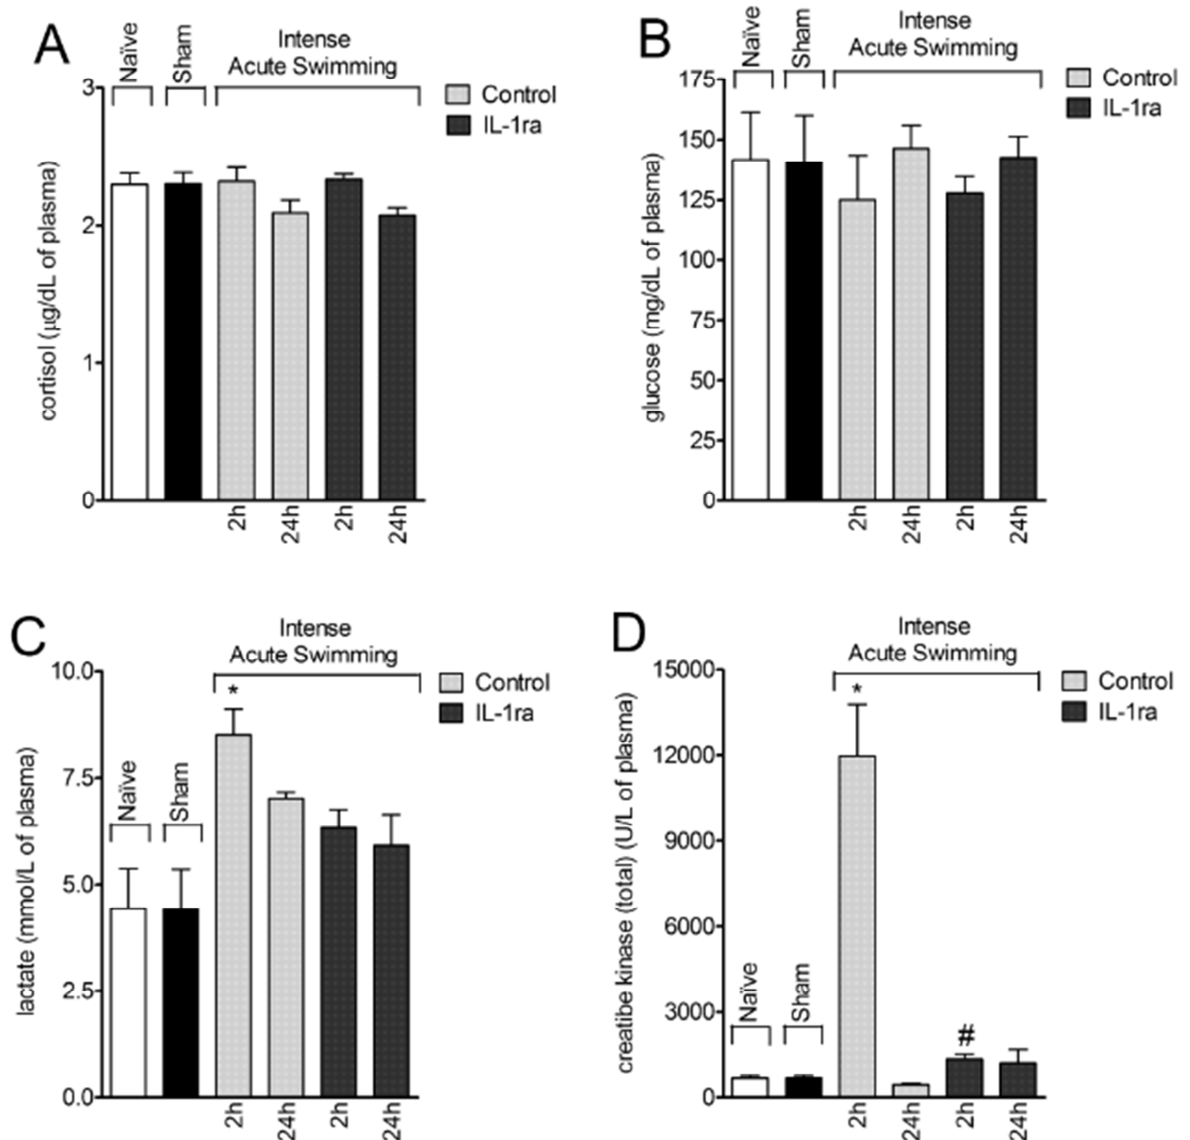 A
Naïve
Sham
Intense
Acute Swimming
Control
IL-1ra
cortisol (µg/dL of plasma)
3
2
1
0
2h
24h
2h
24h
B
Naïve
Sham
Intense
Acute Swimming
Control
IL-1ra
glucose (mg/dL of plasma)
175
150
125
100
75
50
25
0
2h
24h
2h
24h
C
Intense
Acute Swimming
Control
IL-1ra
Naïve
Sham
*
lactate (mmol/L of plasma)
10.0
7.5
5.0
2.5
0.0
2h
24h
2h
24h
D
Intense
Acute Swimming
Control
IL-1ra
Naïve
Sham
*
#
creatibe kinase (total) (U/L of plasma)
15000
12000
9000
6000
3000
0
2h
24h
2h
24h